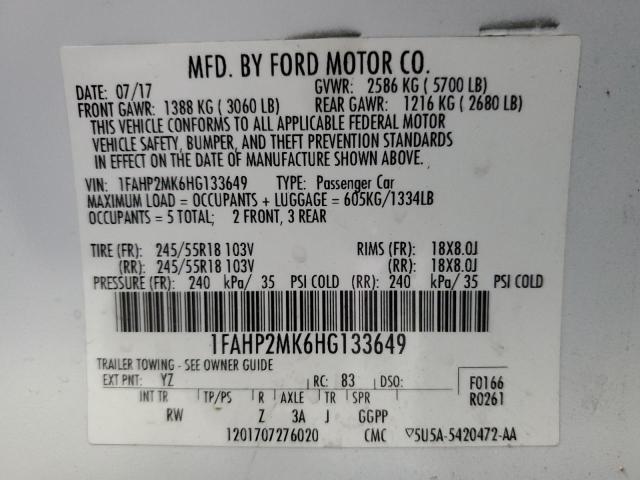 MFD. BY FORD MOTOR CO.
DATE: 07/17 GVWR: 2586 KG ( 5700 LB)
FRONT GAWR: 1388 KG ( 3060 LB) REAR GAWR: 1216 KG ( 2680 LB)
THIS VEHICLE CONFORMS TO ALL APPLICABLE FEDERAL MOTOR
VEHICLE SAFETY, BUMPER, AND THEFT PREVENTION STANDARDS
IN EFFECT ON THE DATE OF MANUFACTURE SHOWN ABOVE.
VIN: 1FAHP2MK6HG133649 TYPE: Passenger Car
MAXIMUM LOAD = OCCUPANTS + LUGGAGE = 605KG/1334LB
OCCUPANTS = 5 TOTAL; 2 FRONT, 3 REAR
TIRE (FR): 245/55R18 103V RIMS (FR): 18X8.0J
(RR): 245/55R18 103V (RR): 18X8.0J
PRESSURE (FR): 240 kPa/ 35 PSI COLD (RR): 240 kPa/ 35 PSI COLD
1FAHP2MK6HG133649
TRAILER TOWING - SEE OWNER GUIDE
EXT PNT: YZ RC: 83 DSO: F0166
INT TR TP/PS R AXLE TR SPR R0261
RW Z 3A J GGPP
1201707276020 CMC ▽5U5A-5420472-AA